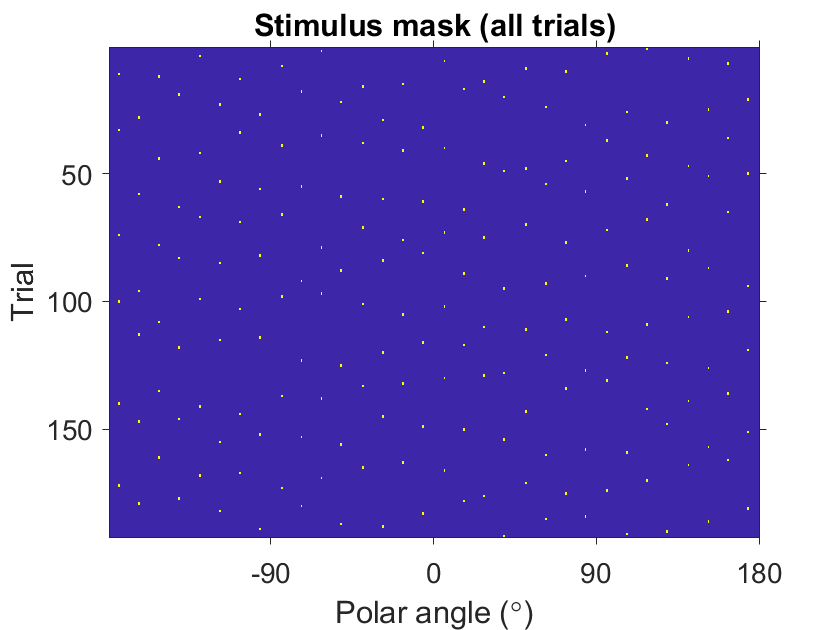 Stimulus mask (all trials)
50
100
150
Trial
-90 0 90 180
Polar angle (°)